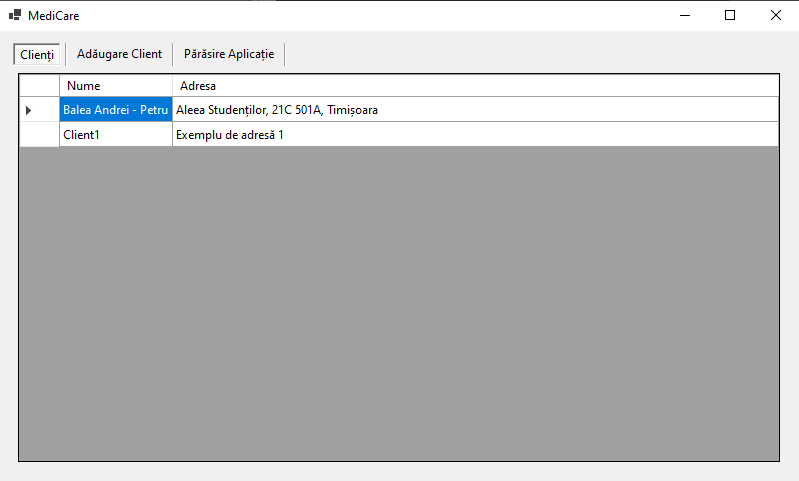 MediCare
Clienți Adăugare Client Părăsire Aplicație
Nume Adresa
Balea Andrei - Petru Aleea Studenților, 21C 501A, Timișoara
Client1 Exemplu de adresă 1